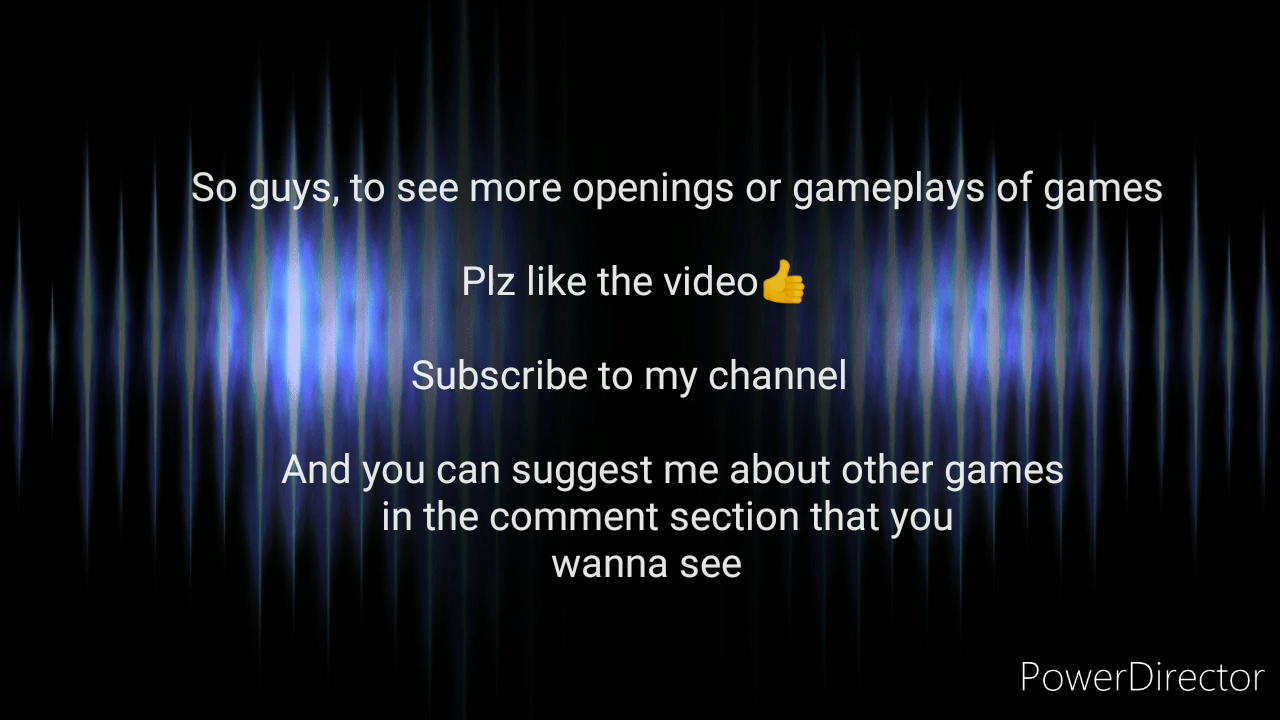 So guys, to see more openings or gameplays of games
Plz like the video👍
Subscribe to my channel
And you can suggest me about other games
in the comment section that you
wanna see
PowerDirector